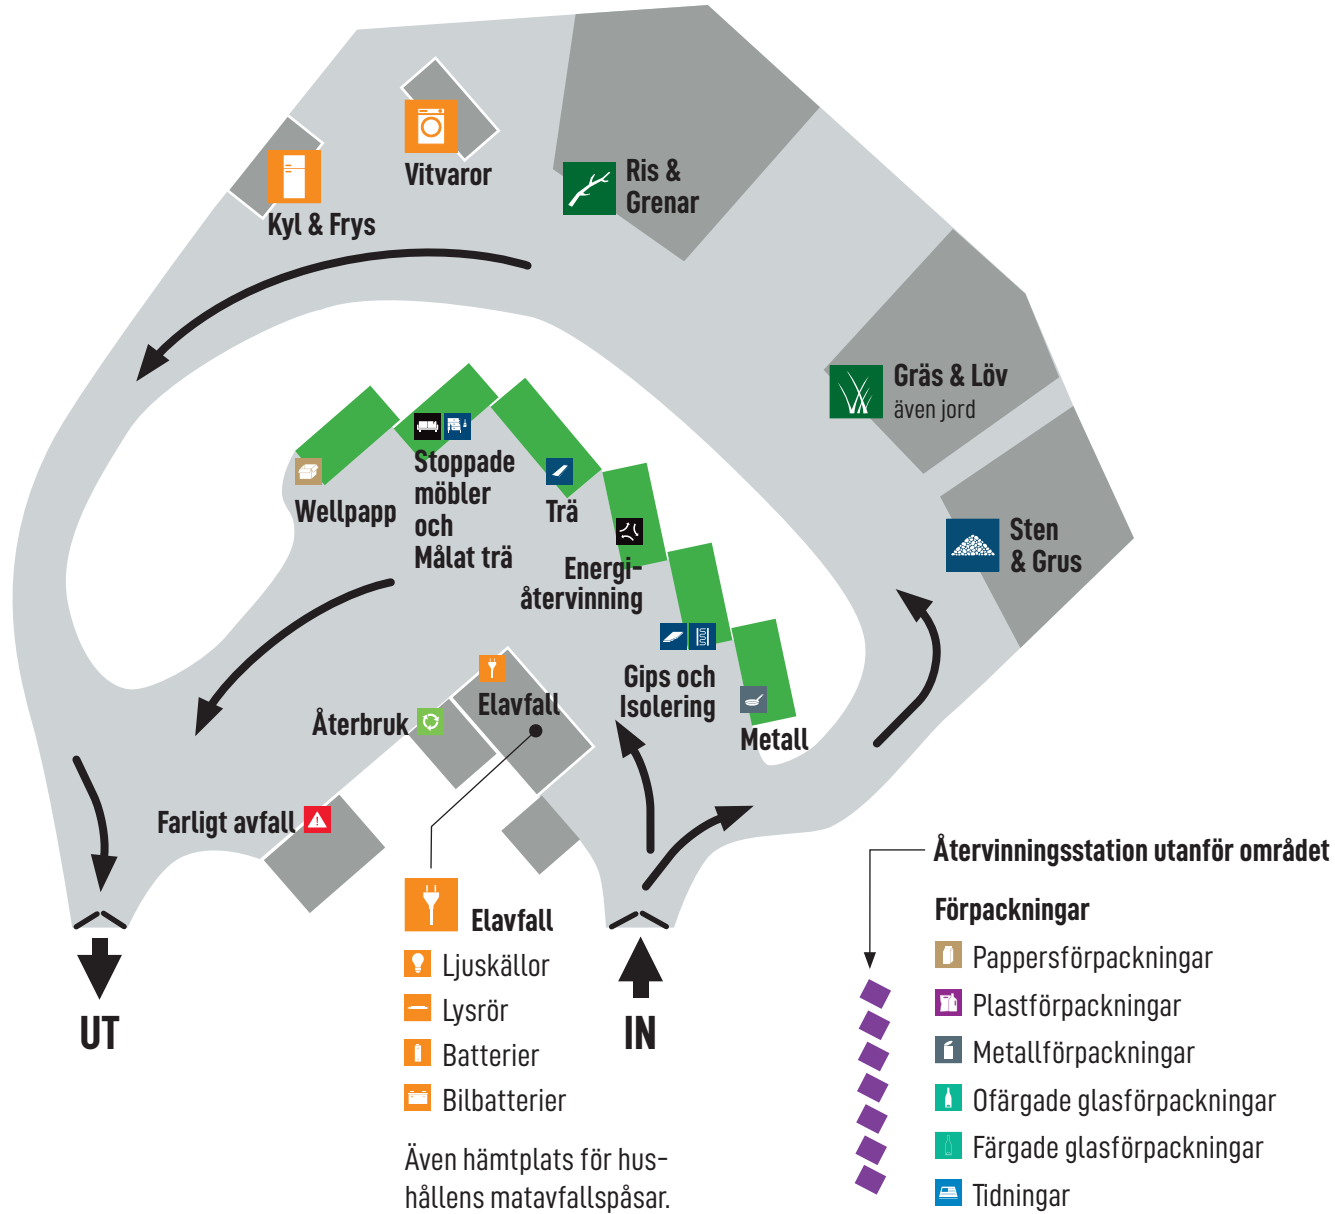 Vitvaror
Kyl & Frys
Ris &
Grenar
Gräs & Löv
även jord
Sten
& Grus
Wellpapp
Stoppade
möbler
och
Målat trä
Trä
Energi-
återvinning
Gips och
Isolering
Metall
Elavfall
Återbruk
Farligt avfall
UT
IN
Elavfall
Ljuskällor
Lysrör
Batterier
Bilbatterier
Även hämtplats för hus-
hållens matavfallspåsar.
Återvinningsstation utanför området
Förpackningar
Pappersförpackningar
Plastförpackningar
Metallförpackningar
Ofärgade glasförpackningar
Färgade glasförpackningar
Tidningar